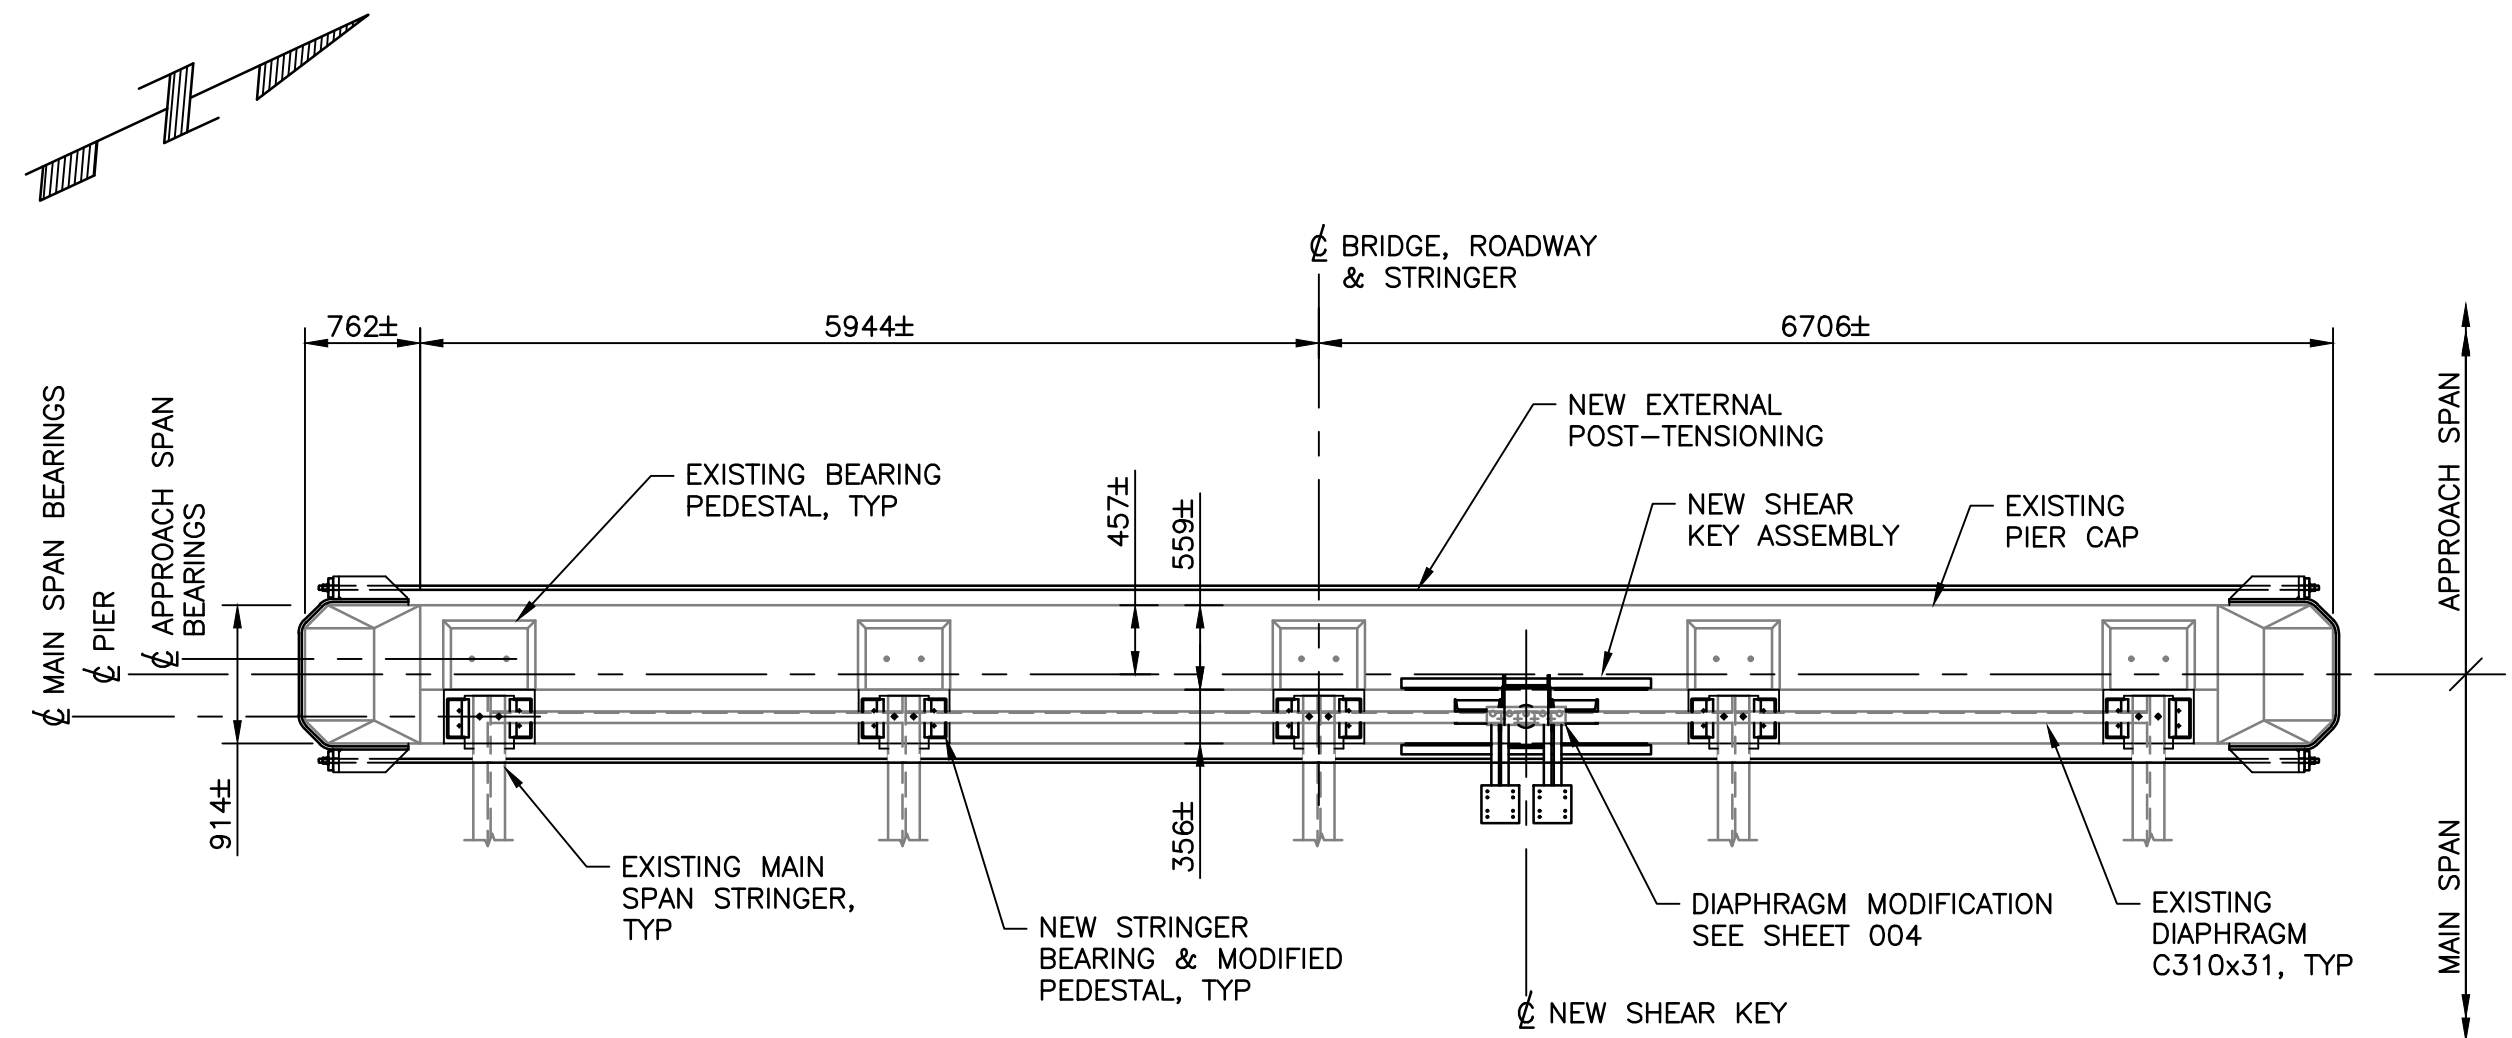 ℄ BRIDGE, ROADWAY
& STRINGER
762±
5944±
6706±
℄ MAIN SPAN BEARINGS
℄ PIER
℄ APPROACH SPAN
BEARINGS
EXISTING BEARING
PEDESTAL, TYP
457±
559±
NEW EXTERNAL
POST-TENSIONING
NEW SHEAR
KEY ASSEMBLY
EXISTING
PIER CAP
APPROACH SPAN
914±
356±
EXISTING MAIN
SPAN STRINGER,
TYP
NEW STRINGER
BEARING & MODIFIED
PEDESTAL, TYP
DIAPHRAGM MODIFICATION
SEE SHEET 004
EXISTING
DIAPHRAGM
C310x31, TYP
MAIN SPAN
℄ NEW SHEAR KEY